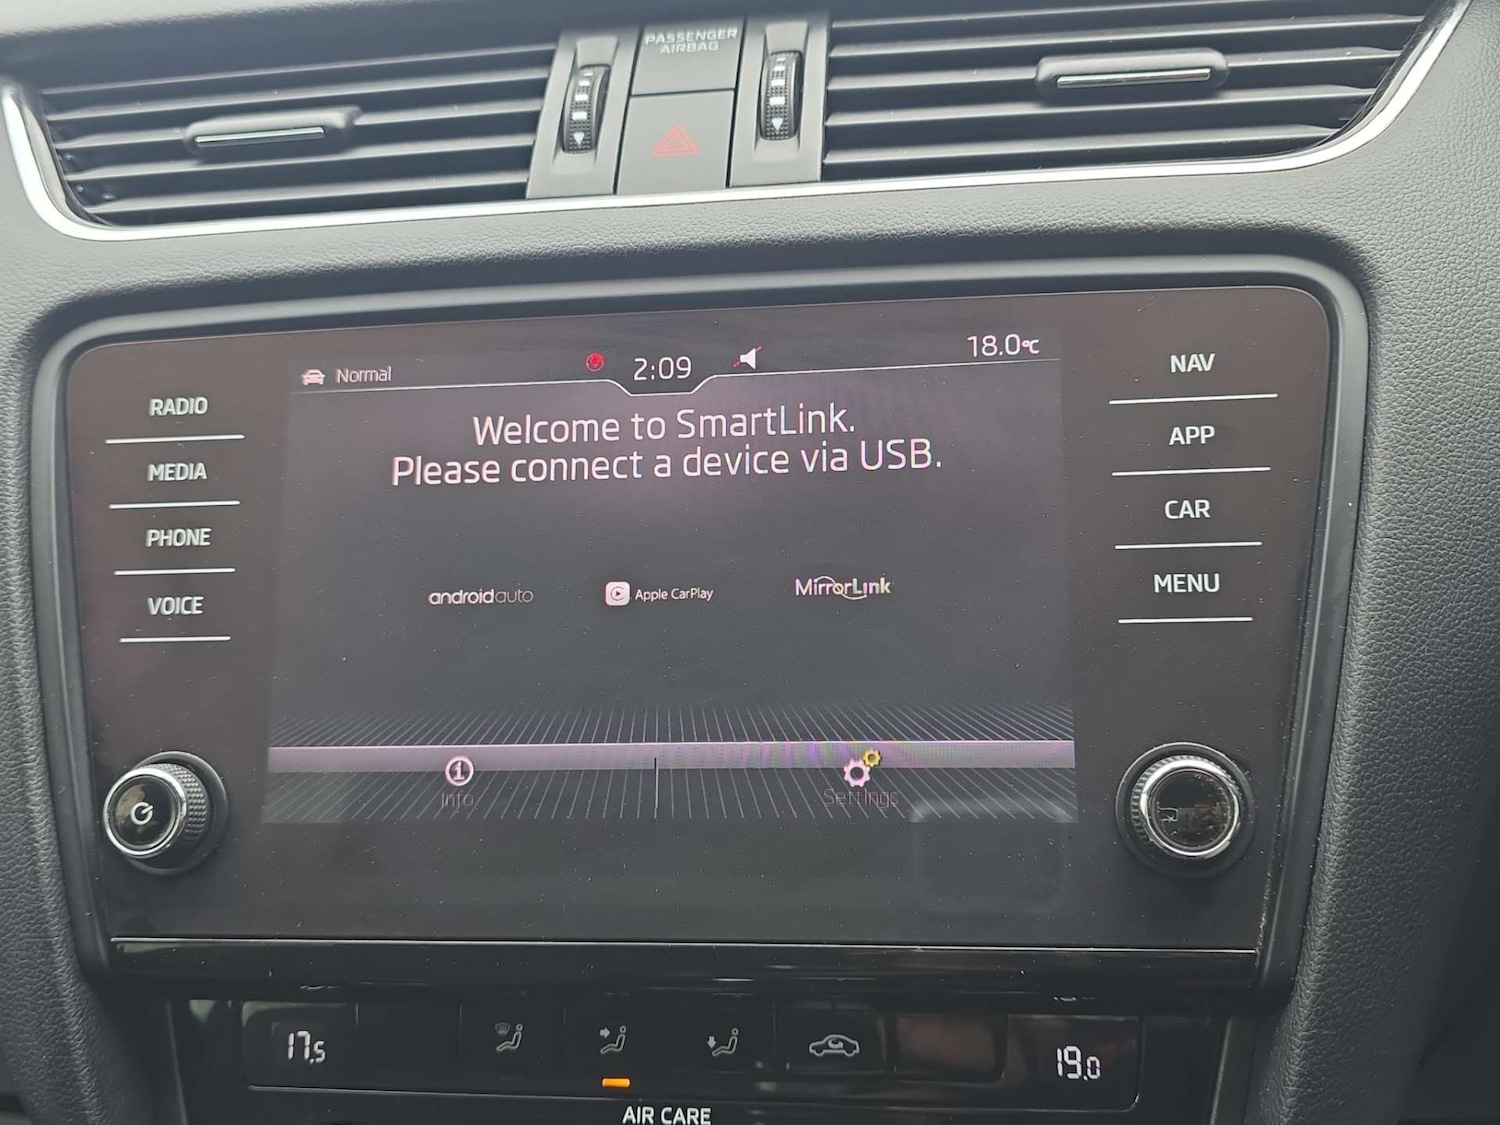 PASSENGER
AIRBAG
Normal
2:09
18.0°C
Welcome to SmartLink.
Please connect a device via USB.
RADIO
MEDIA
PHONE
VOICE
NAV
APP
CAR
MENU
androidauto
Apple CarPlay
MirrorLink
Info
Settings
17.5
19.0
AIR CARE